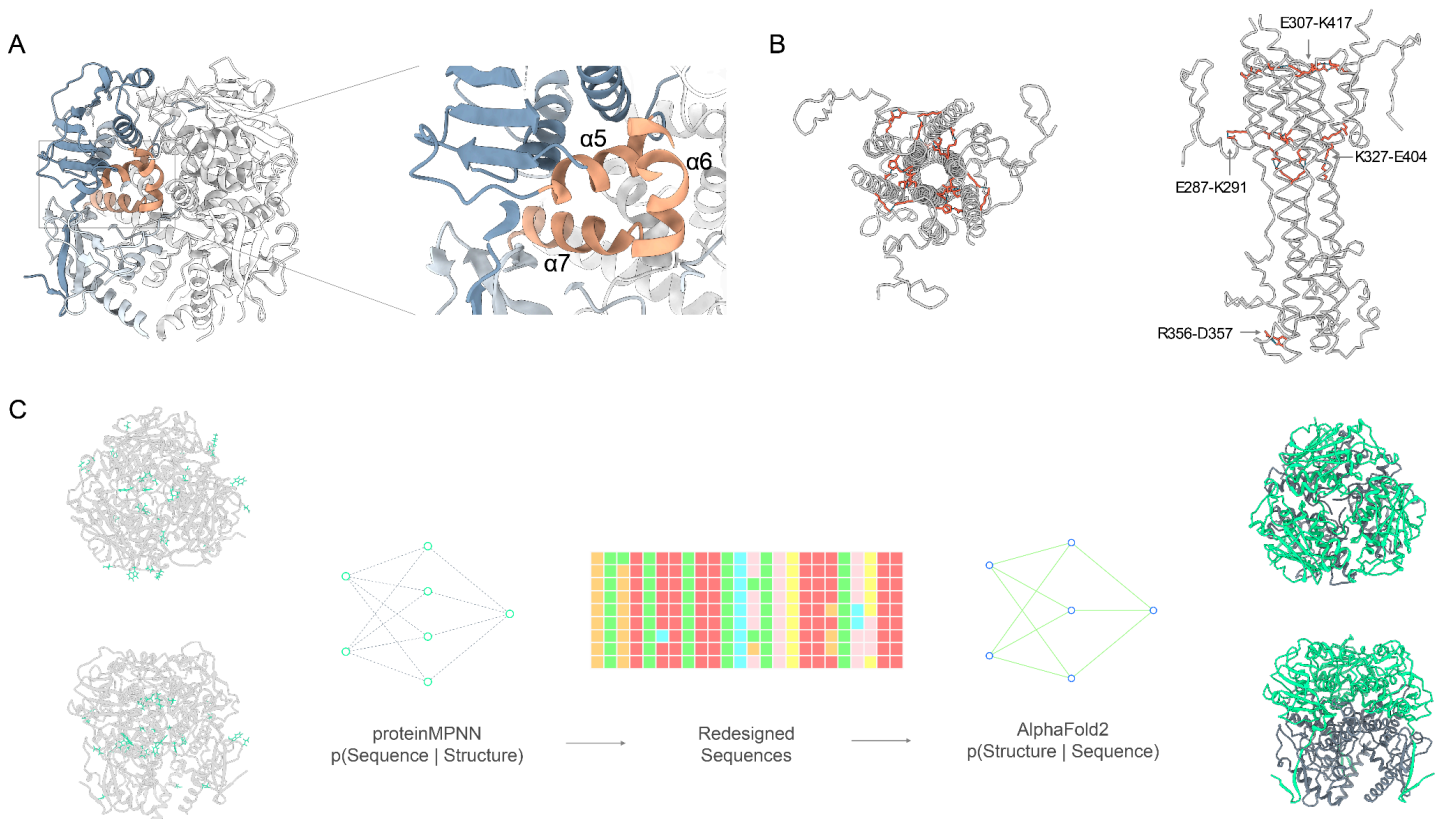 A
α5
α6
α7
B
E307-K417
K327-E404
E287-K291
R356-D357
C
proteinMPNN
p(Sequence | Structure)
Redesigned
Sequences
AlphaFold2
p(Structure | Sequence)